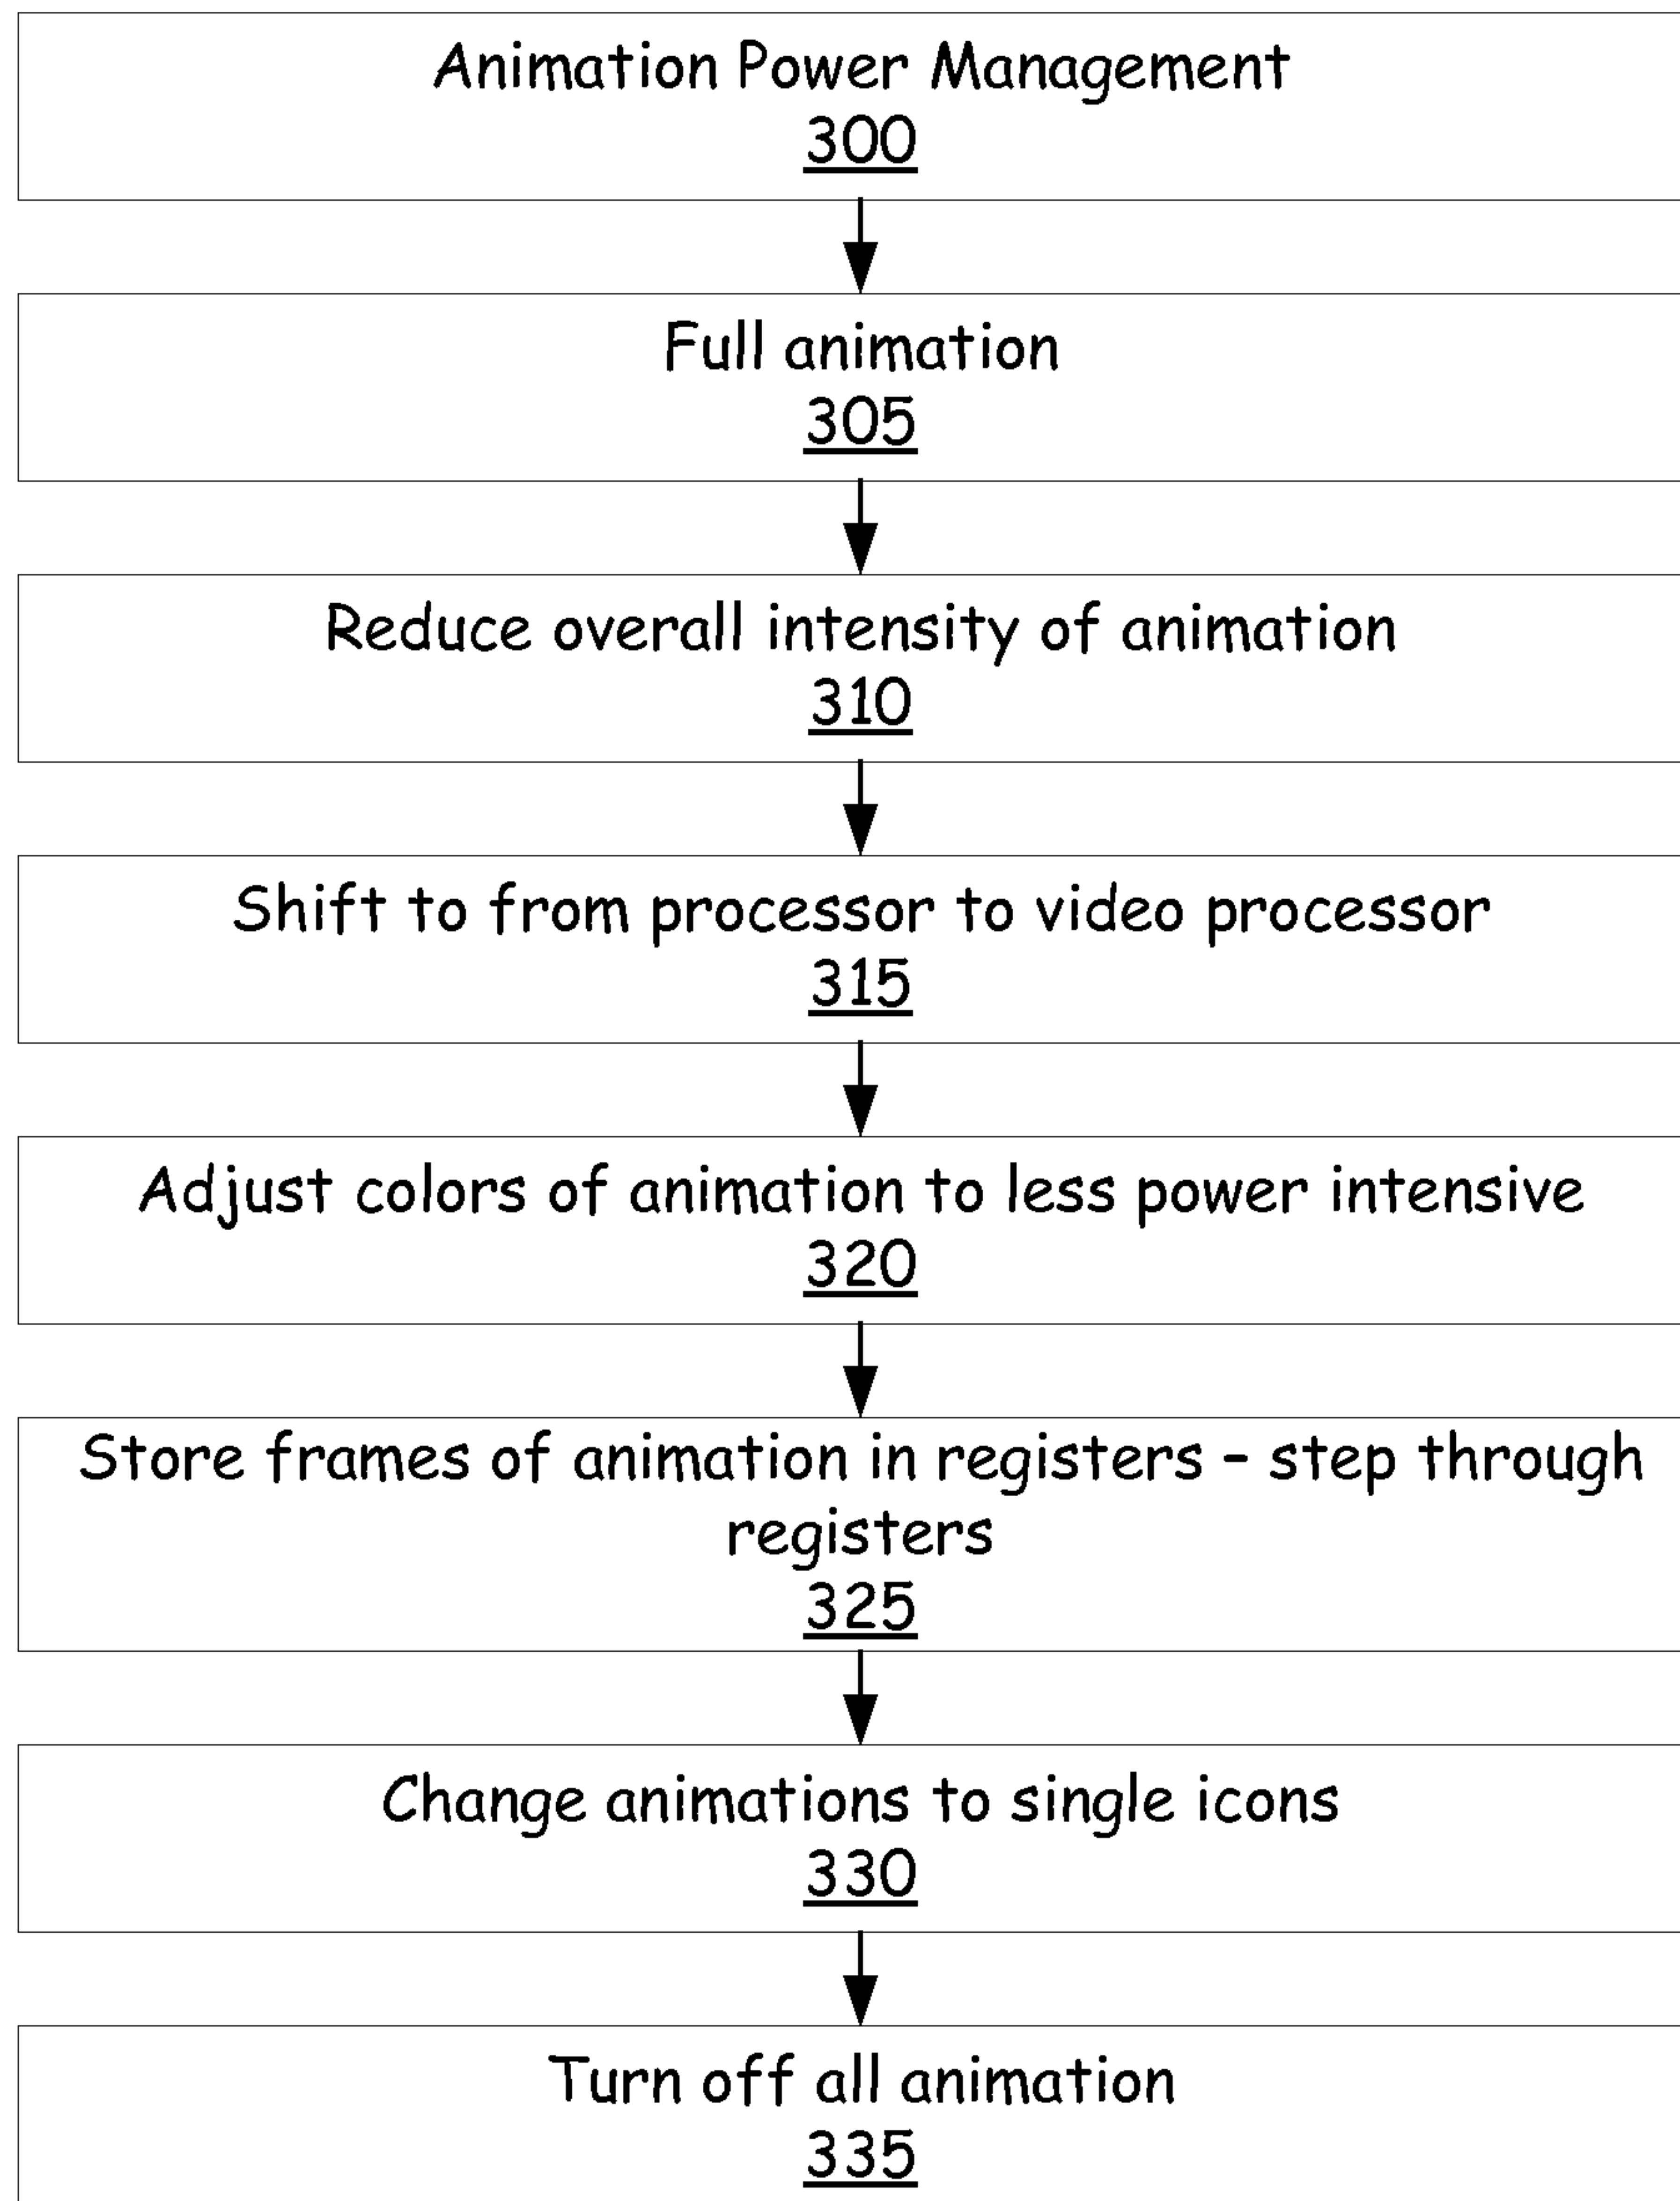 Animation Power Management
300
Full animation
305
Reduce overall intensity of animation
310
Shift to from processor to video processor
315
Adjust colors of animation to less power intensive
320
Store frames of animation in registers – step through
registers
325
Change animations to single icons
330
Turn off all animation
335